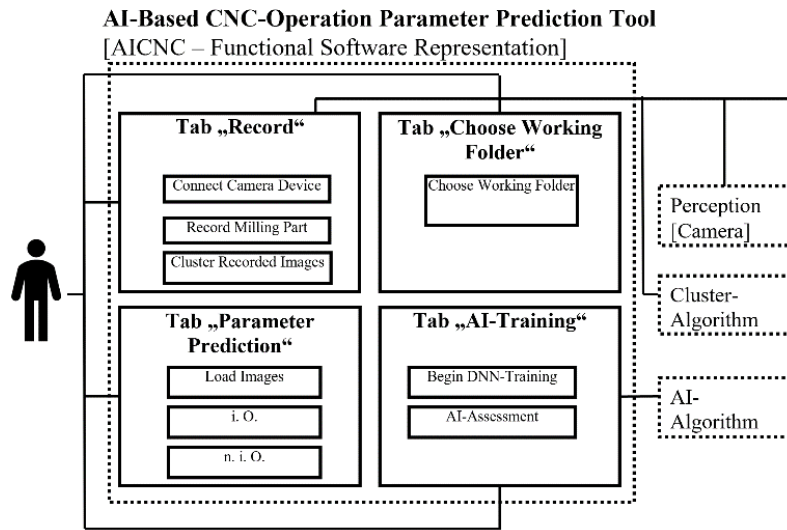 AI-Based CNC-Operation Parameter Prediction Tool
[AICNC – Functional Software Representation]
Tab „Record“
Connect Camera Device
Record Milling Part
Cluster Recorded Images
Tab „Choose Working
Folder“
Choose Working Folder
Perception
[Camera]
Cluster-
Algorithm
Tab „Parameter
Prediction“
Load Images
i. O.
n. i. O.
Tab „AI-Training“
Begin DNN-Training
AI-Assessment
AI-
Algorithm